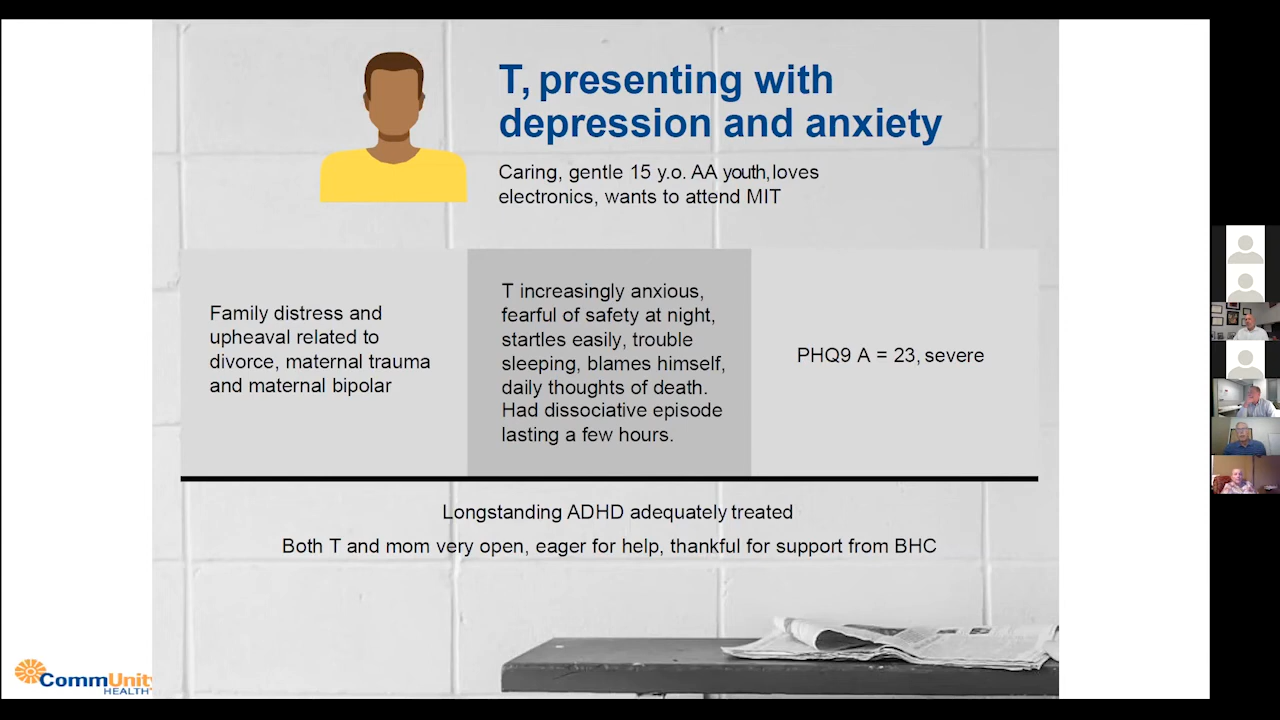 T, presenting with
depression and anxiety
Caring, gentle 15 y.o. AA youth, loves
electronics, wants to attend MIT
Family distress and
upheaval related to
divorce, maternal trauma
and maternal bipolar
T increasingly anxious,
fearful of safety at night,
startles easily, trouble
sleeping, blames himself,
daily thoughts of death.
Had dissociative episode
lasting a few hours.
PHQ9 A = 23, severe
Longstanding ADHD adequately treated
Both T and mom very open, eager for help, thankful for support from BHC
CommUnity
HEALTH